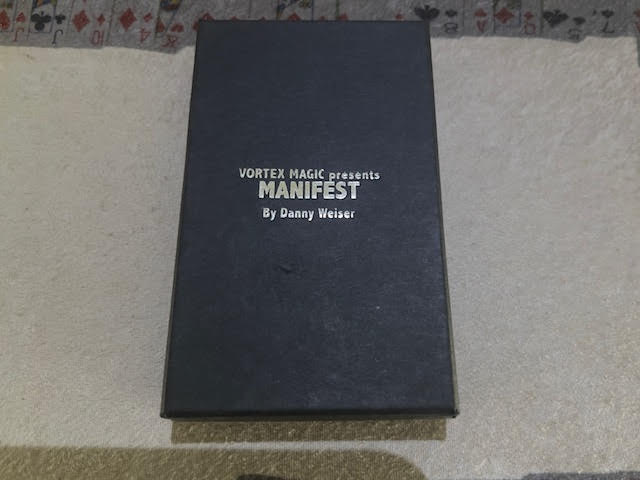 VORTEX MAGIC presents
MANIFEST
By Danny Weiser